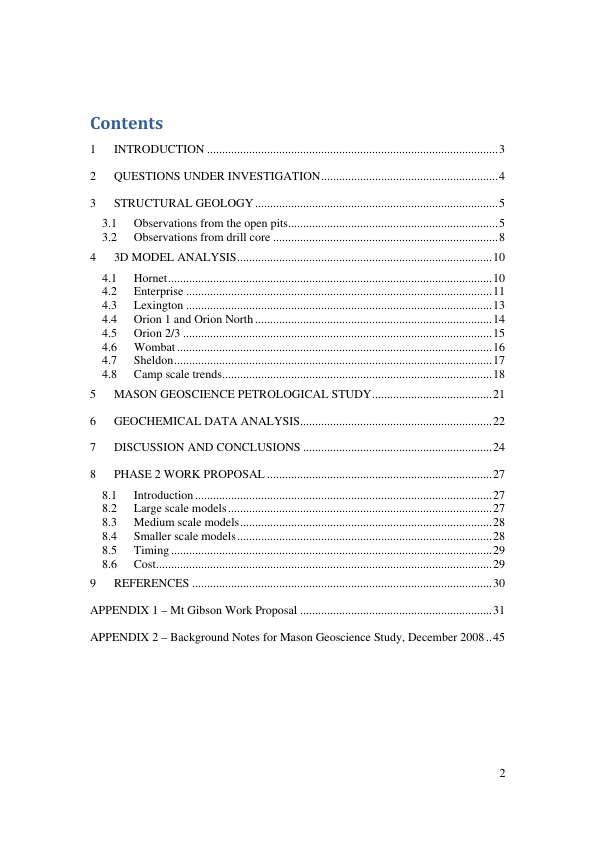 Contents
1 INTRODUCTION ................................................................................................. 3
2 QUESTIONS UNDER INVESTIGATION........................................................... 4
3 STRUCTURAL GEOLOGY ................................................................................. 5
3.1 Observations from the open pits...................................................................... 5
3.2 Observations from drill core ........................................................................... 8
4 3D MODEL ANALYSIS..................................................................................... 10
4.1 Hornet............................................................................................................ 10
4.2 Enterprise ...................................................................................................... 11
4.3 Lexington ...................................................................................................... 13
4.4 Orion 1 and Orion North ............................................................................... 14
4.5 Orion 2/3 ....................................................................................................... 15
4.6 Wombat ......................................................................................................... 16
4.7 Sheldon.......................................................................................................... 17
4.8 Camp scale trends.......................................................................................... 18
5 MASON GEOSCIENCE PETROLOGICAL STUDY........................................ 21
6 GEOCHEMICAL DATA ANALYSIS................................................................ 22
7 DISCUSSION AND CONCLUSIONS ............................................................... 24
8 PHASE 2 WORK PROPOSAL ........................................................................... 27
8.1 Introduction ................................................................................................... 27
8.2 Large scale models ........................................................................................ 27
8.3 Medium scale models.................................................................................... 28
8.4 Smaller scale models ..................................................................................... 28
8.5 Timing ........................................................................................................... 29
8.6 Cost................................................................................................................ 29
9 REFERENCES .................................................................................................... 30
APPENDIX 1 – Mt Gibson Work Proposal ................................................................ 31
APPENDIX 2 – Background Notes for Mason Geoscience Study, December 2008 .. 45
2